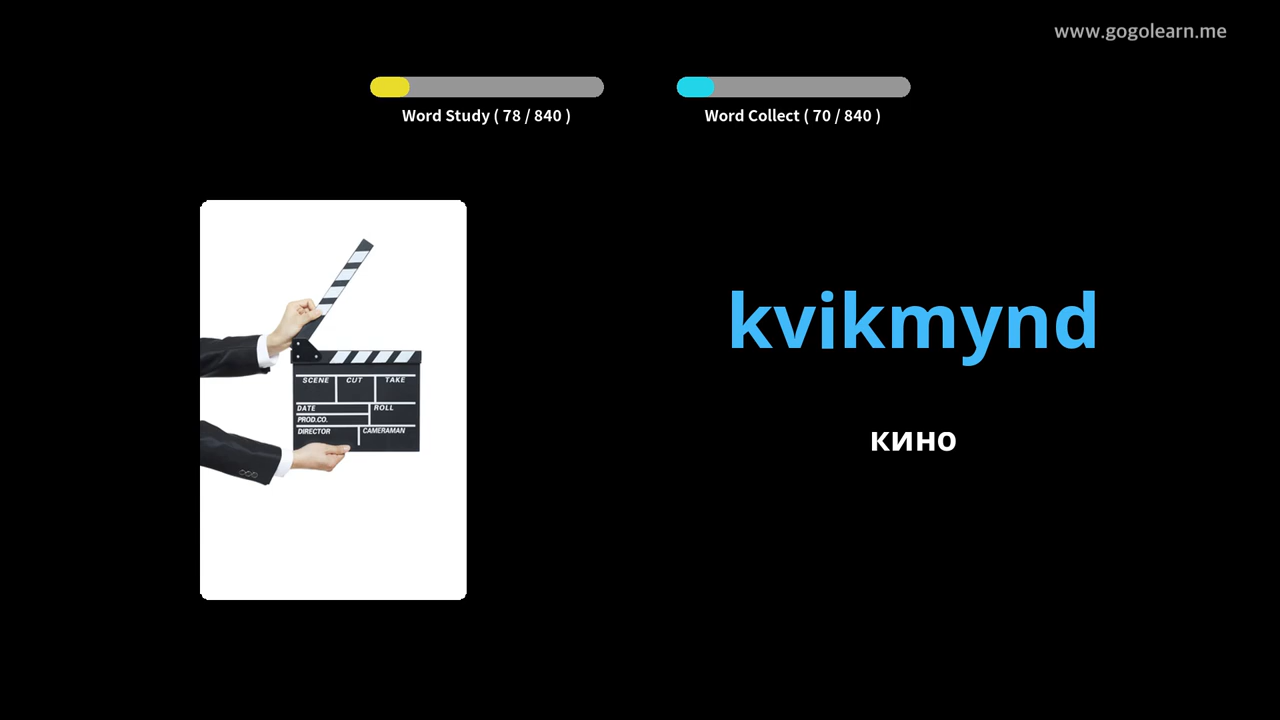 www.gogolearn.me
Word Study ( 78 / 840 )
Word Collect ( 70 / 840 )
SCENE CUT TAKE
DATE ROLL
PROD.CO.
DIRECTOR CAMERAMAN
kvikmynd
кино